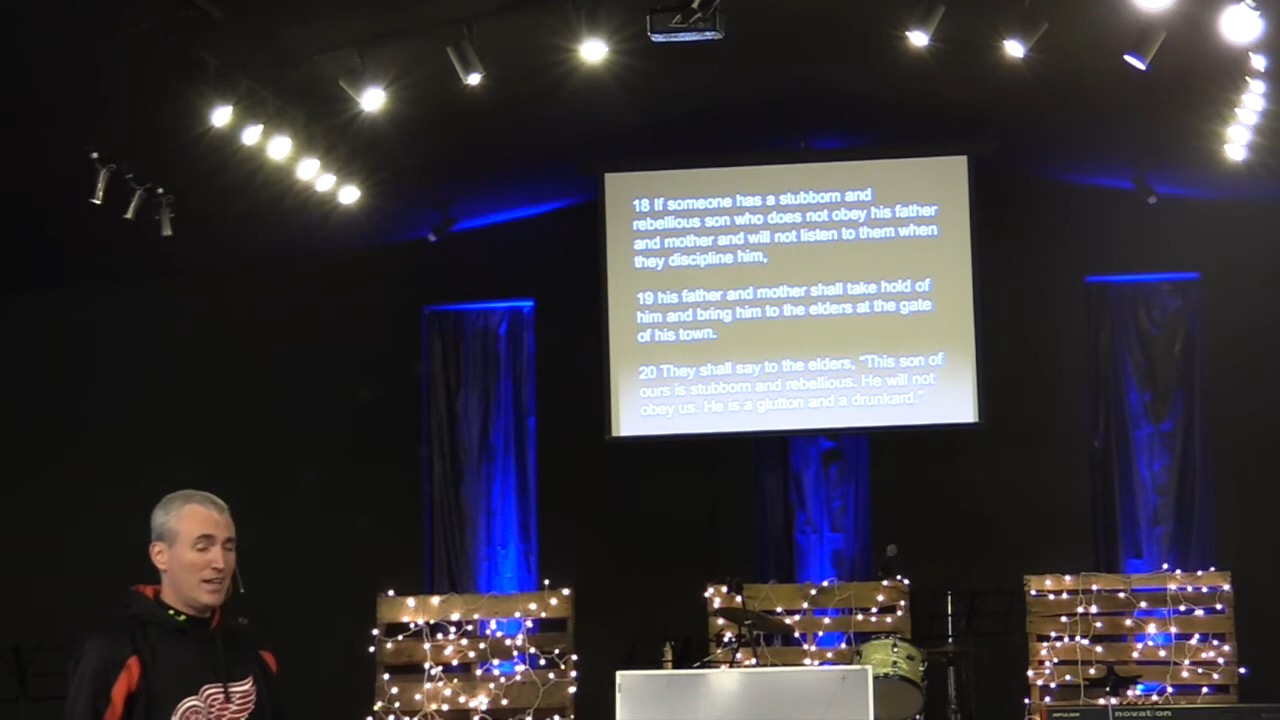 18 If someone has a stubborn and
rebellious son who does not obey his father
and mother and will not listen to them when
they discipline him,
19 his father and mother shall take hold of
him and bring him to the elders at the gate
of his town.
20 They shall say to the elders, "This son of
ours is stubborn and rebellious. He will not
obey us. He is a glutton and a drunkard."
IMPULSE
novation